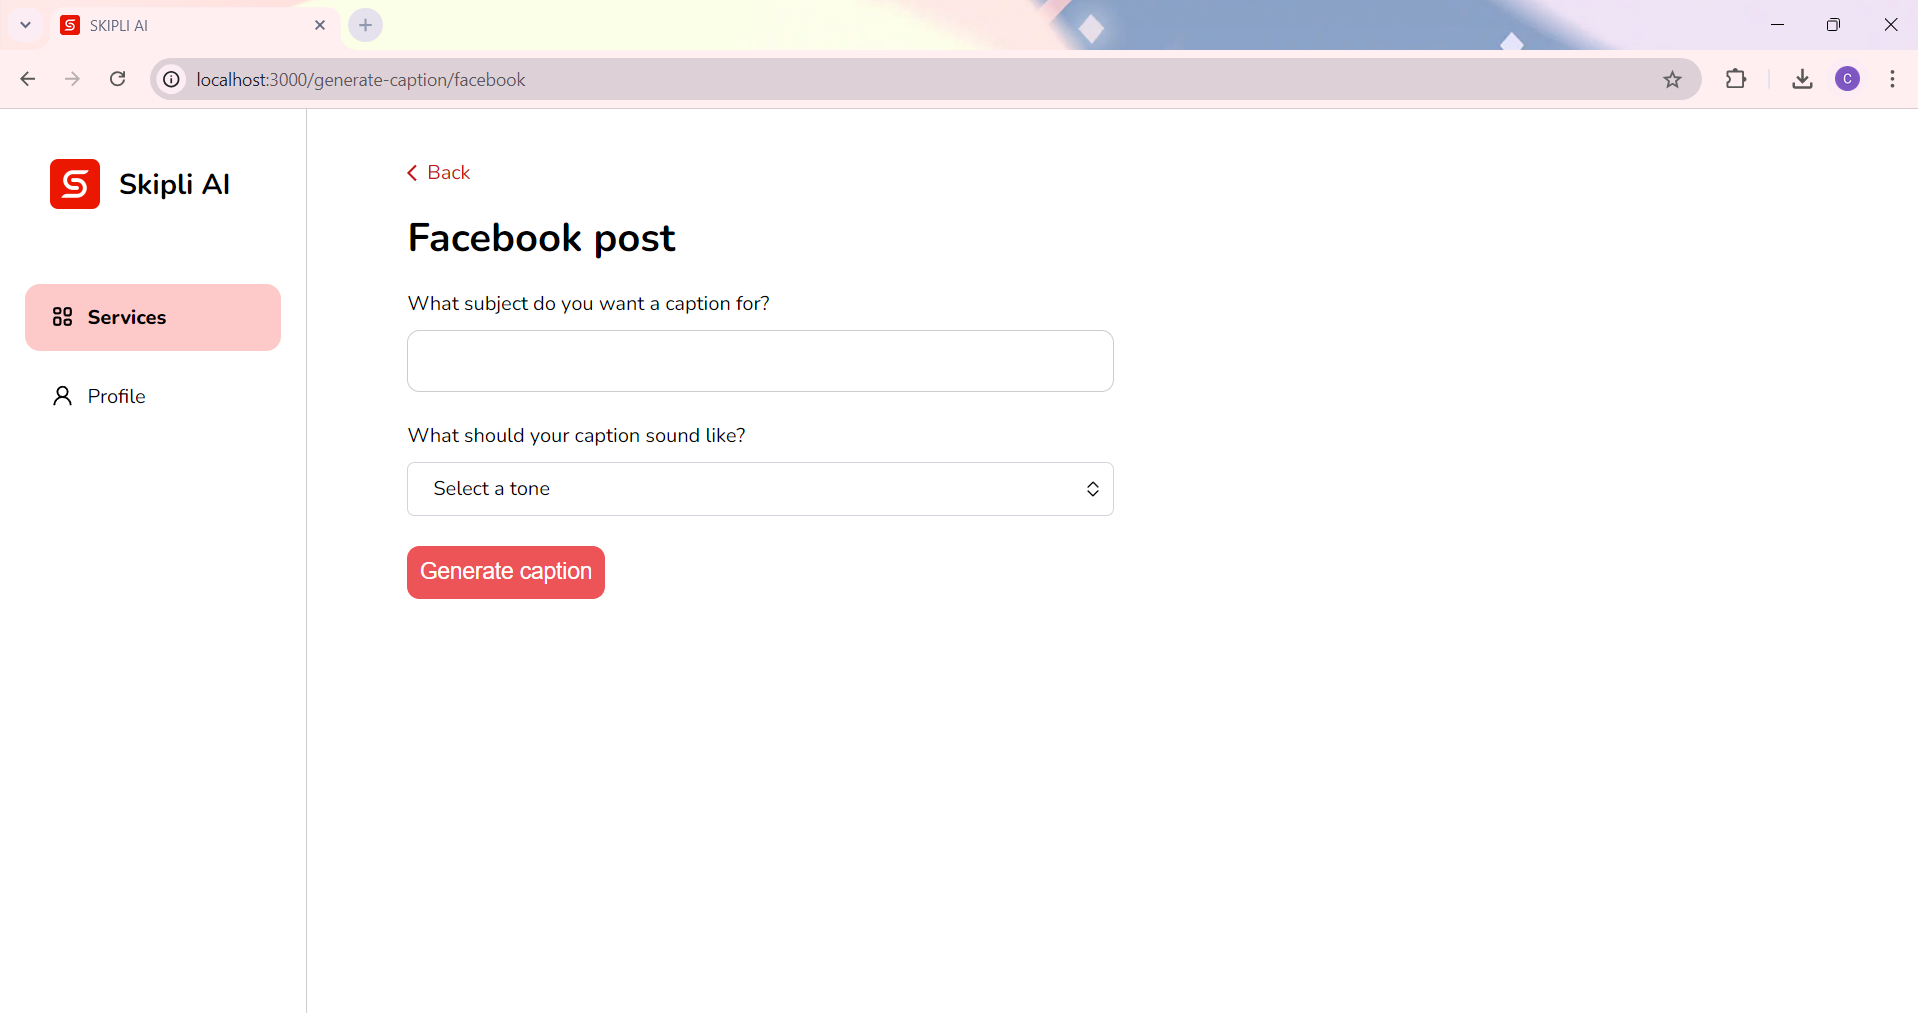 SKIPLI AI
localhost:3000/generate-caption/facebook
C
Skipli AI
Services
Profile
Back
Facebook post
What subject do you want a caption for?
What should your caption sound like?
Select a tone
Generate caption